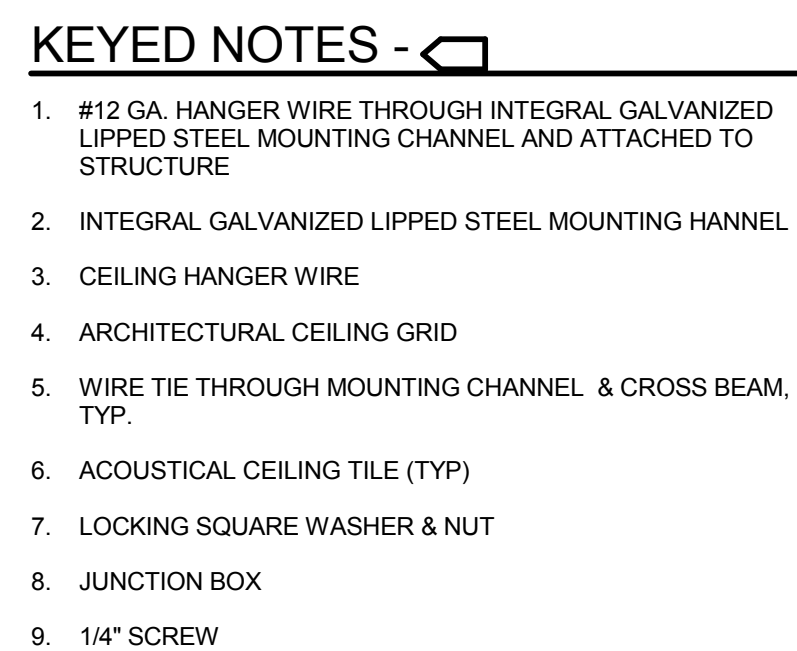 KEYED NOTES -
1. #12 GA. HANGER WIRE THROUGH INTEGRAL GALVANIZED
LIPPED STEEL MOUNTING CHANNEL AND ATTACHED TO
STRUCTURE
2. INTEGRAL GALVANIZED LIPPED STEEL MOUNTING HANNEL
3. CEILING HANGER WIRE
4. ARCHITECTURAL CEILING GRID
5. WIRE TIE THROUGH MOUNTING CHANNEL & CROSS BEAM,
TYP.
6. ACOUSTICAL CEILING TILE (TYP)
7. LOCKING SQUARE WASHER & NUT
8. JUNCTION BOX
9. 1/4" SCREW